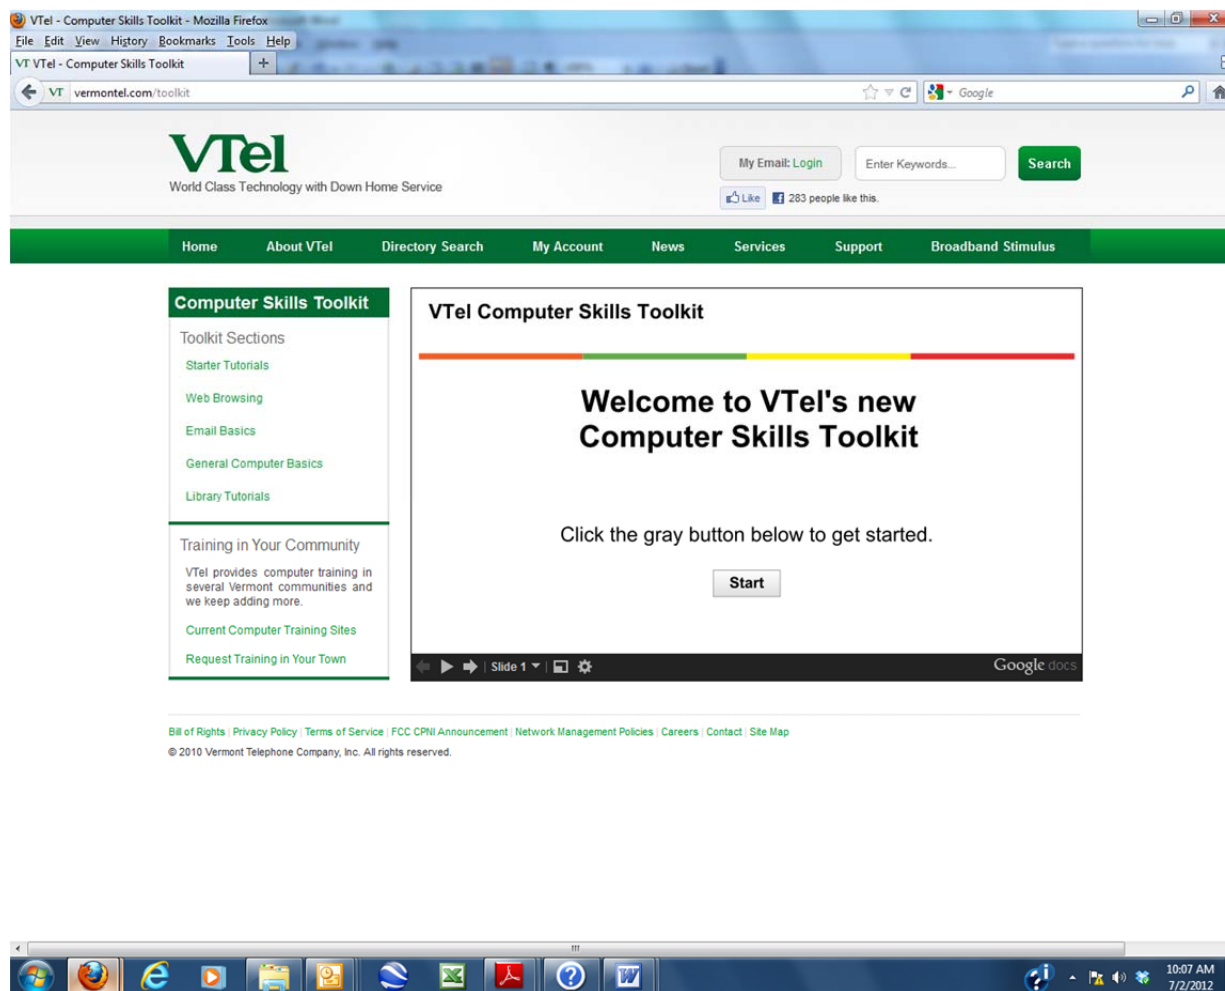 VTel - Computer Skills Toolkit - Mozilla Firefox
File Edit View History Bookmarks Tools Help
VT VTel - Computer Skills Toolkit +
VT vermontel.com/toolkit Google
VTel
World Class Technology with Down Home Service
My Email: Login Enter Keywords... Search
Like 283 people like this.
Home About VTel Directory Search My Account News Services Support Broadband Stimulus
Computer Skills Toolkit
Toolkit Sections
Starter Tutorials
Web Browsing
Email Basics
General Computer Basics
Library Tutorials
Training in Your Community
VTel provides computer training in
several Vermont communities and
we keep adding more.
Current Computer Training Sites
Request Training in Your Town
VTel Computer Skills Toolkit
Welcome to VTel's new
Computer Skills Toolkit
Click the gray button below to get started.
Start
Slide 1 Google docs
Bill of Rights | Privacy Policy | Terms of Service | FCC CPNI Announcement | Network Management Policies | Careers | Contact | Site Map
© 2010 Vermont Telephone Company, Inc. All rights reserved.
10:07 AM
7/2/2012